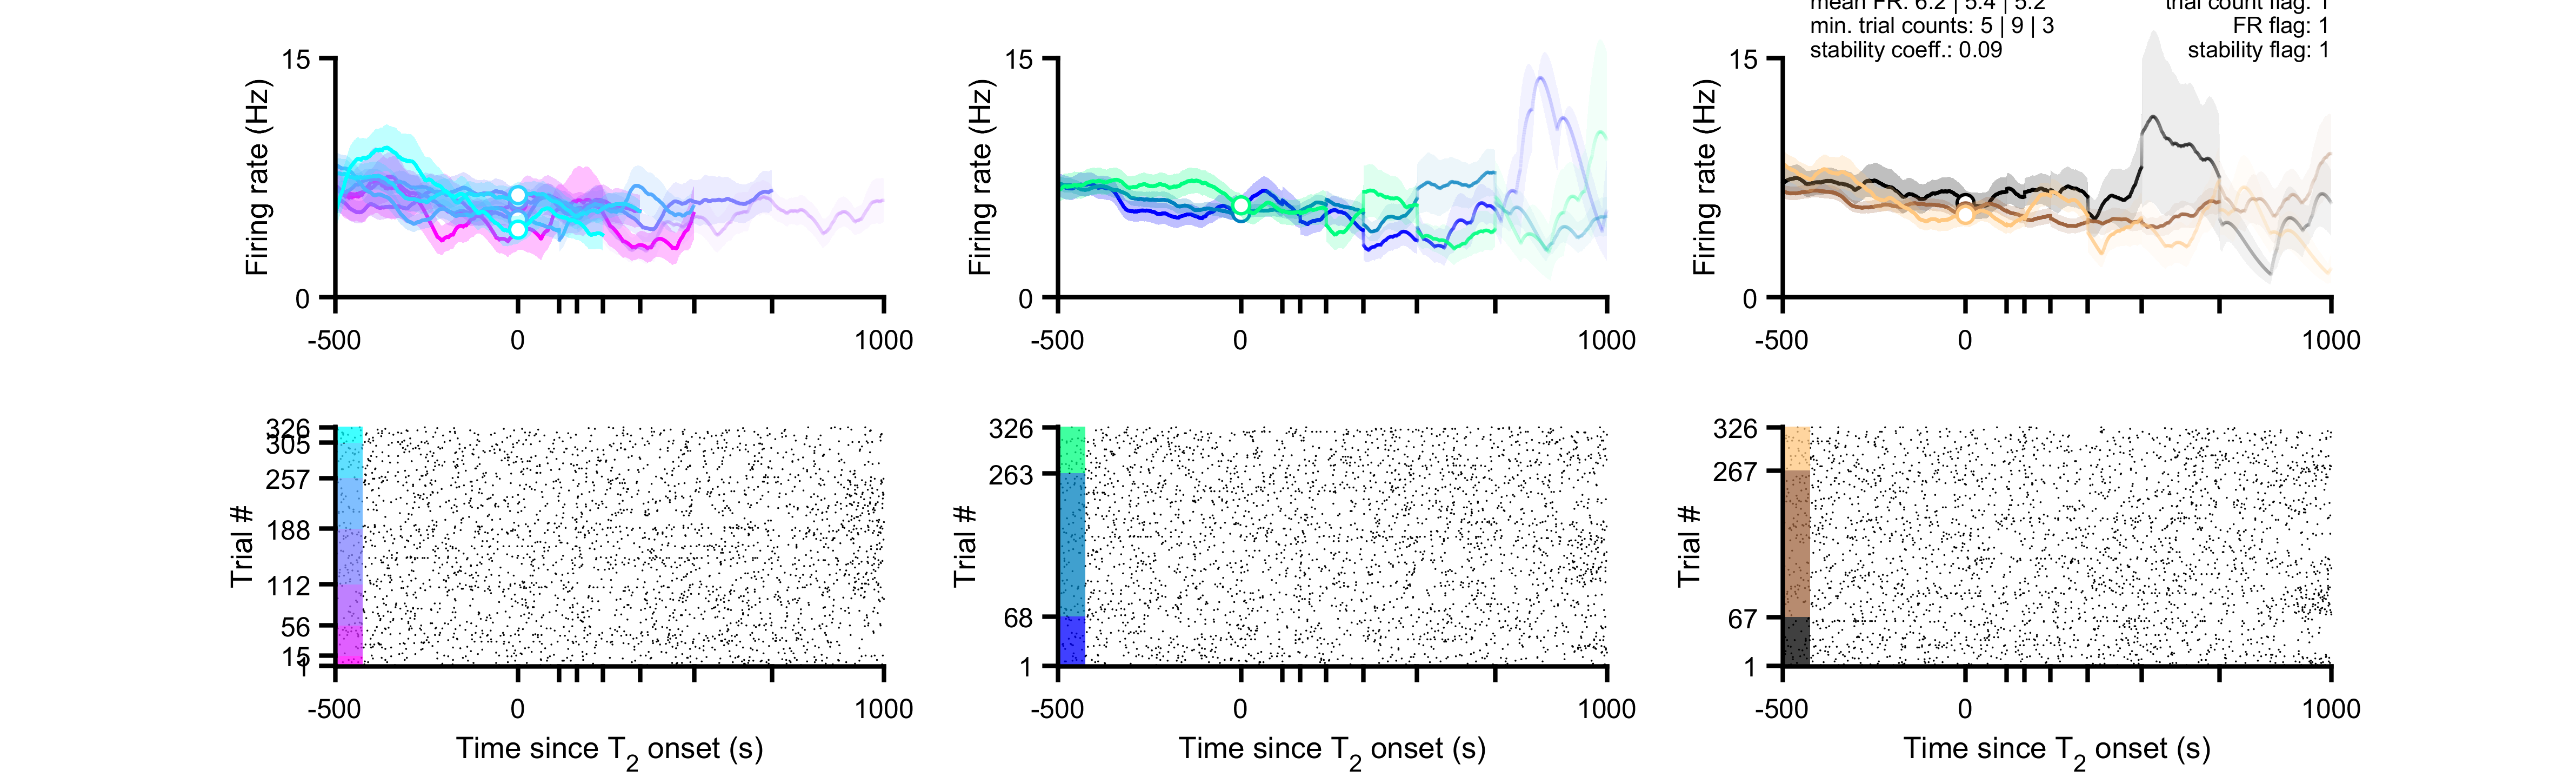 mean FR: 6.2 | 5.4 | 5.2
trial count flag: 1
min. trial counts: 5 | 9 | 3
FR flag: 1
stability coeff.: 0.09
stability flag: 1
15
Firing rate (Hz)
0
-500
0
1000
15
Firing rate (Hz)
0
-500
0
1000
15
Firing rate (Hz)
0
-500
0
1000
326
305
257
188
112
56
15
1
Trial #
-500
0
1000
Time since T2 onset (s)
326
263
68
1
Trial #
-500
0
1000
Time since T2 onset (s)
326
267
67
1
Trial #
-500
0
1000
Time since T2 onset (s)